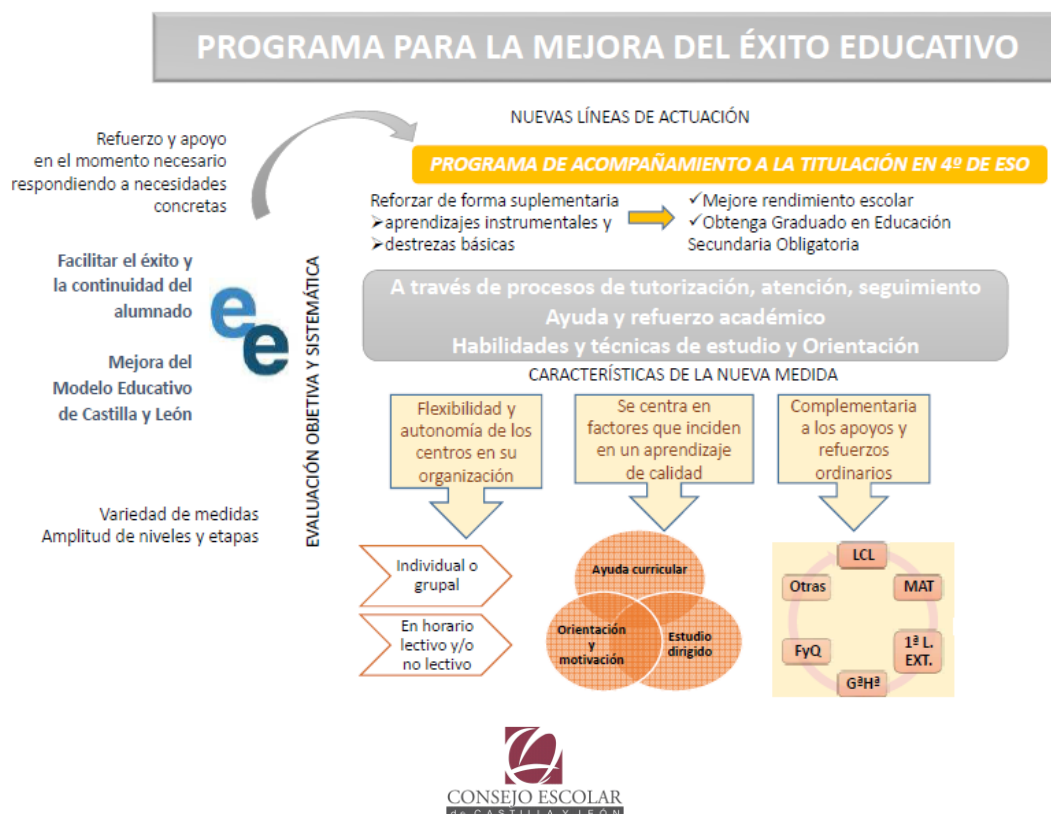 PROGRAMA PARA LA MEJORA DEL ÉXITO EDUCATIVO
NUEVAS LÍNEAS DE ACTUACIÓN
Refuerzo y apoyo
en el momento necesario
respondiendo a necesidades
concretas
PROGRAMA DE ACOMPAÑAMIENTO A LA TITULACIÓN EN 4º DE ESO
Reforzar de forma suplementaria
➢aprendizajes instrumentales y
➢destrezas básicas
✓Mejore rendimiento escolar
✓Obtenga Graduado en Educación
Secundaria Obligatoria
Facilitar el éxito y
la continuidad del
alumnado
Mejora del
Modelo Educativo
de Castilla y León
e
e
Variedad de medidas
Amplitud de niveles y etapas
EVALUACIÓN OBJETIVA Y SISTEMÁTICA
A través de procesos de tutorización, atención, seguimiento
Ayuda y refuerzo académico
Habilidades y técnicas de estudio y Orientación
CARACTERÍSTICAS DE LA NUEVA MEDIDA
Flexibilidad y
autonomía de los
centros en su
organización
Se centra en
factores que inciden
en un aprendizaje
de calidad
Complementaria
a los apoyos y
refuerzos
ordinarios
Individual o
grupal
En horario
lectivo y/o
no lectivo
Ayuda curricular
Orientación
y
motivación
Estudio
dirigido
LCL
MAT
1ª L.
EXT.
GªHª
FyQ
Otras
CONSEJO ESCOLAR
de CASTILLA Y LEÓN